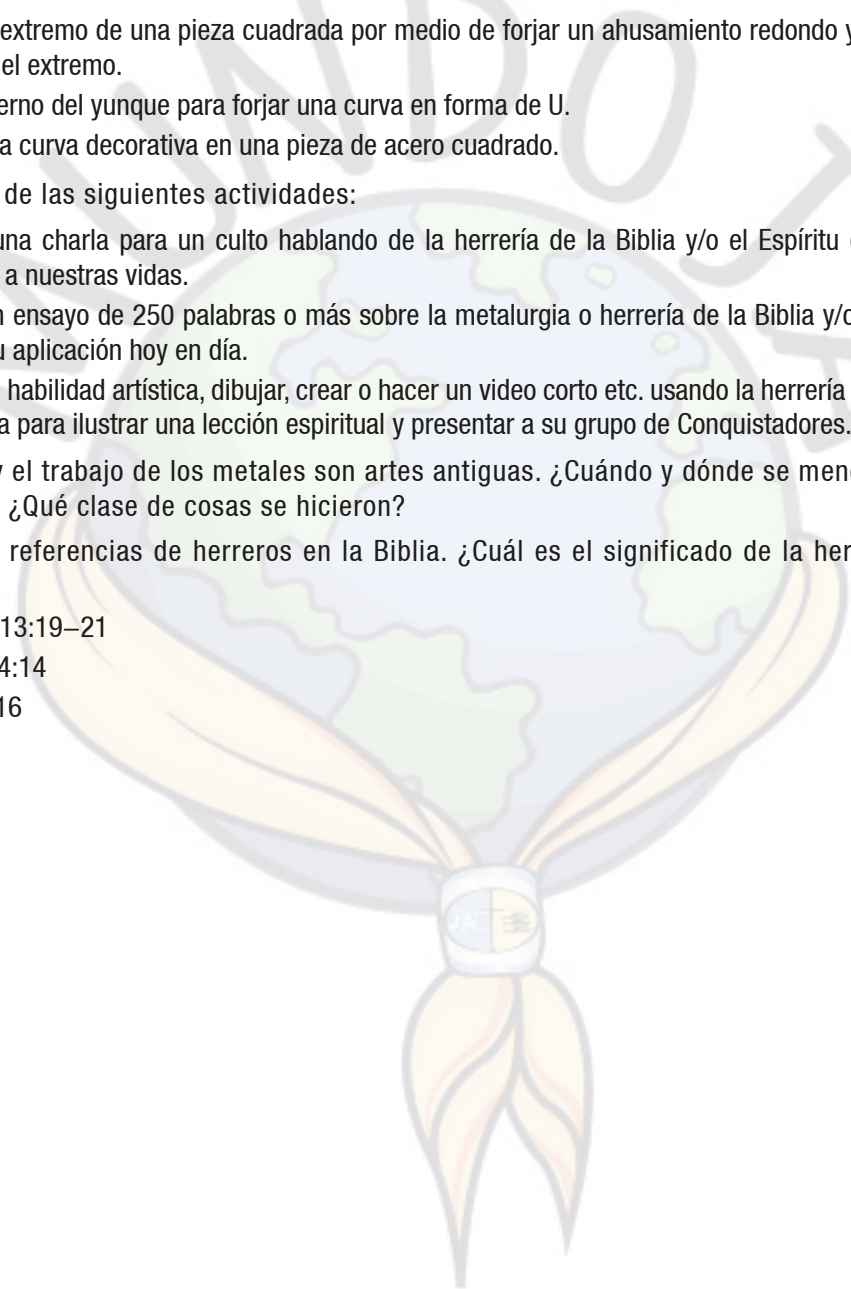 extremo de una pieza cuadrada por medio de forjar un ahusamiento redondo y
el extremo.
erno del yunque para forjar una curva en forma de U.
a curva decorativa en una pieza de acero cuadrado.
de las siguientes actividades:
una charla para un culto hablando de la herrería de la Biblia y/o el Espíritu
a nuestras vidas.
ensayo de 250 palabras o más sobre la metalurgia o herrería de la Biblia y/o
u aplicación hoy en día.
habilidad artística, dibujar, crear o hacer un video corto etc. usando la herrería
a para ilustrar una lección espiritual y presentar a su grupo de Conquistadores.
y el trabajo de los metales son artes antiguas. ¿Cuándo y dónde se men
¿Qué clase de cosas se hicieron?
referencias de herreros en la Biblia. ¿Cuál es el significado de la her
13:19–21
4:14
16
MUNDO JA
JA